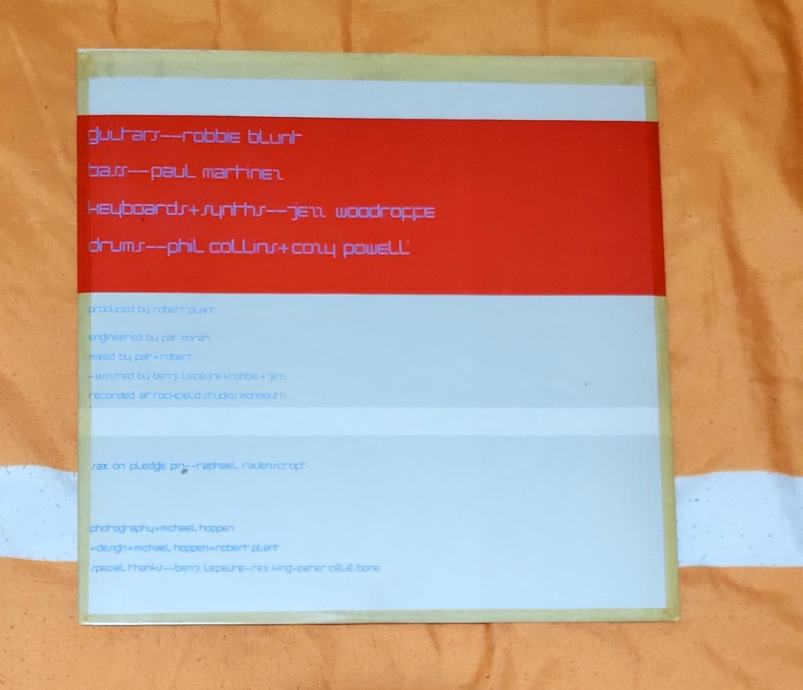 guitars--robbie blunt
bass--paul martinez
keyboards+synths--jezz woodroffe
drums--phil collins+cozy powell
produced by robert plant
engineered by pat moran
mixed by pat+robert
-assisted by benji lefevre+robbie+jezz
recorded at rockfield studios monmouth
sax on pledge pin--raphael ravenscroft
photography=michael hoppen
=design=michael hoppen=robert plant
special thanks--benji lefevre-rex king-peter célé bone